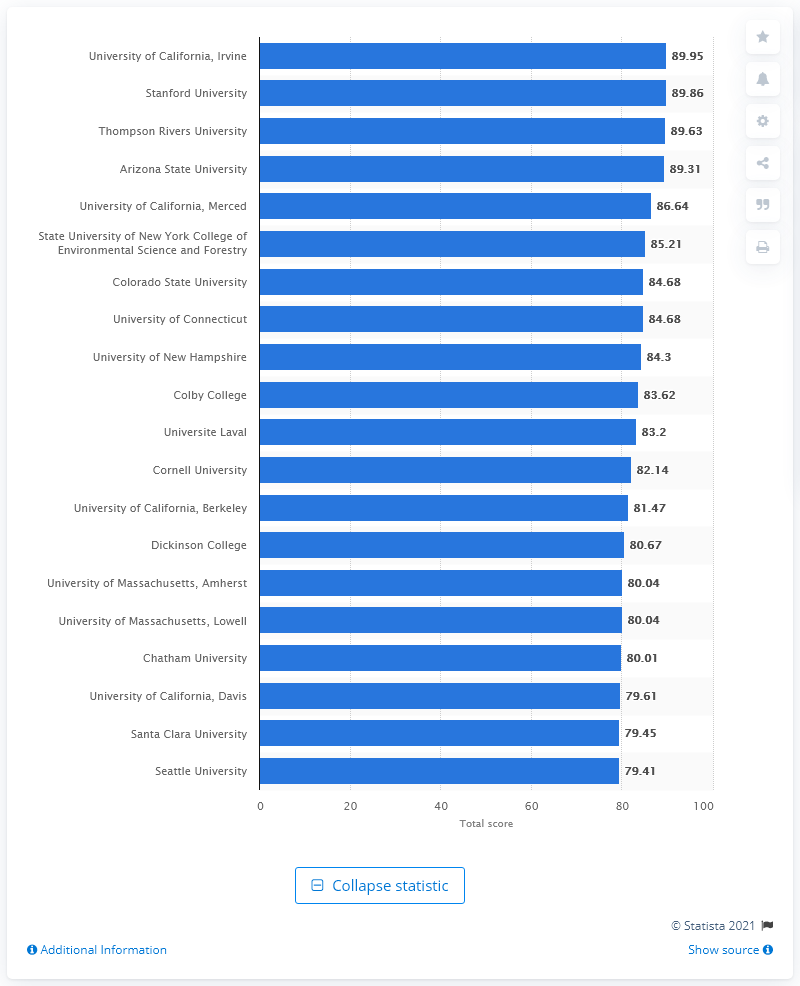 University of California, Irvine 89.95
Stanford University 89.86
Thompson Rivers University 89.63
Arizona State University 89.31
University of California, Merced 86.64
State University of New York College of
Environmental Science and Forestry 85.21
Colorado State University 84.68
University of Connecticut 84.68
University of New Hampshire 84.3
Colby College 83.62
Universite Laval 83.2
Cornell University 82.14
University of California, Berkeley 81.47
Dickinson College 80.67
University of Massachusetts, Amherst 80.04
University of Massachusetts, Lowell 80.04
Chatham University 80.01
University of California, Davis 79.61
Santa Clara University 79.45
Seattle University 79.41
0 20 40 60 80 100
Total score
Collapse statistic
© Statista 2021
Additional Information Show source